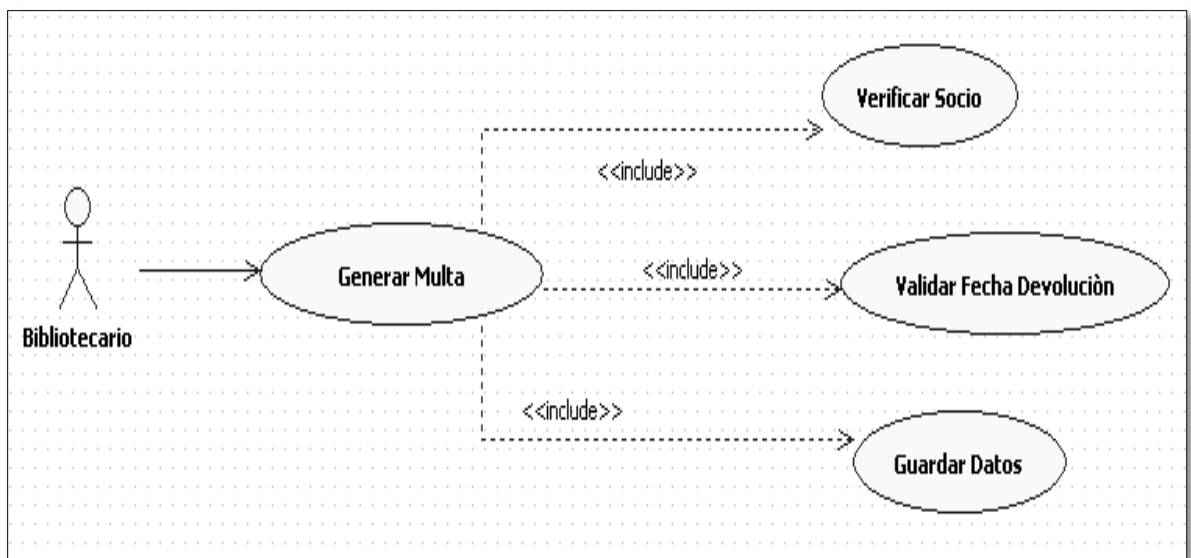 Verificar Socio
<<include>>
Generar Multa
<<include>>
Validar Fecha Devoluciòn
Bibliotecario
<<include>>
Guardar Datos